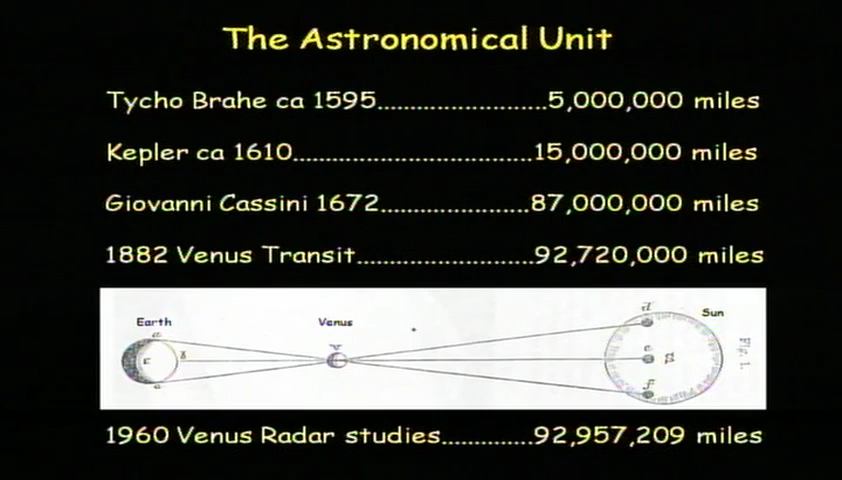 The Astronomical Unit
Tycho Brahe ca 1595.......................5,000,000 miles
Kepler ca 1610................................15,000,000 miles
Giovanni Cassini 1672....................87,000,000 miles
1882 Venus Transit........................92,720,000 miles
Earth Venus Sun
d
a v
c e
a f
Fig. 1.
1960 Venus Radar studies.............92,957,209 miles